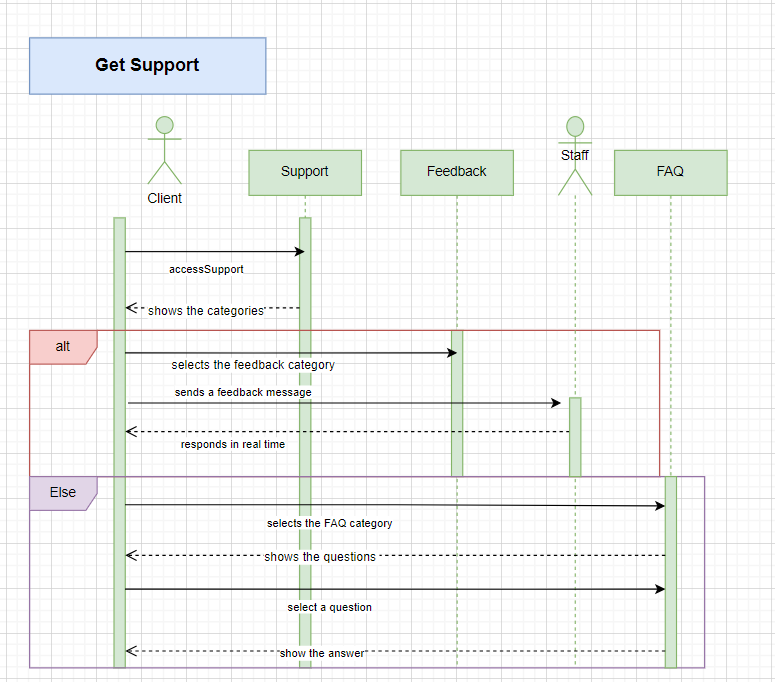 Get Support
Client
Support
Feedback
Staff
FAQ
accessSupport
shows the categories
alt
selects the feedback category
sends a feedback message
responds in real time
Else
selects the FAQ category
shows the questions
select a question
show the answer